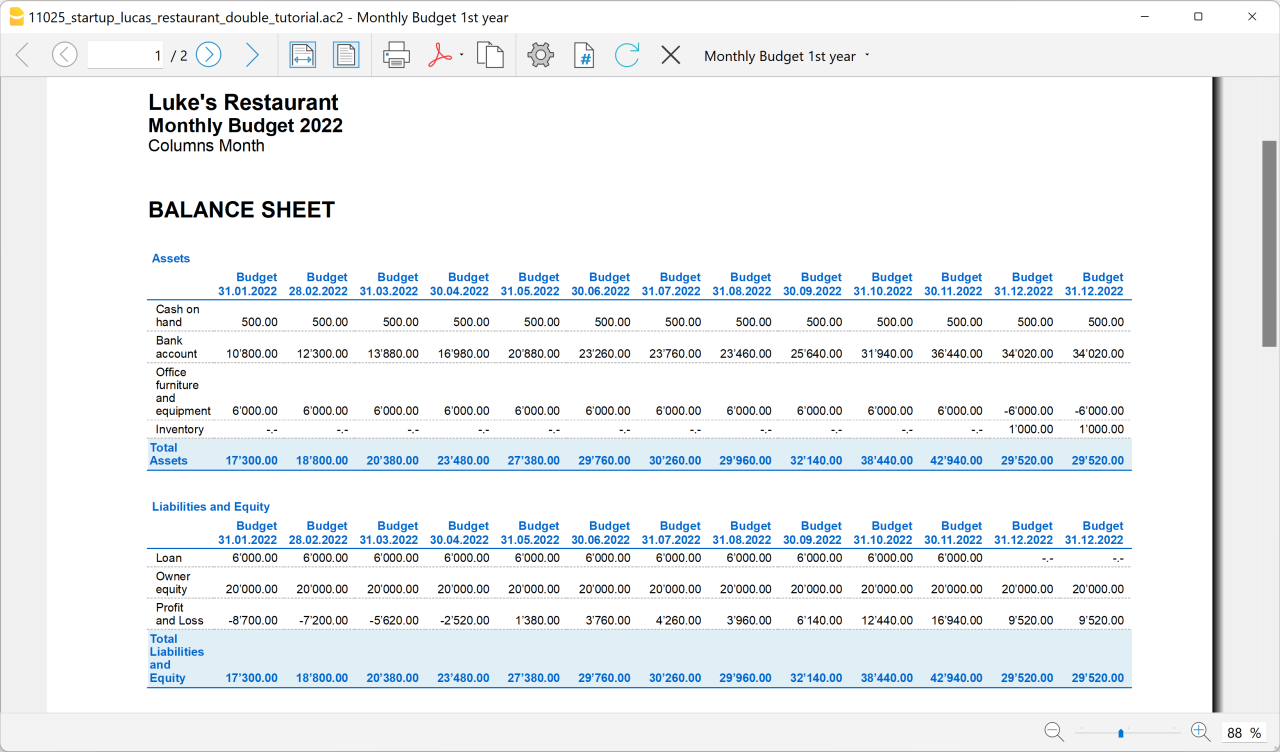 11025_startup_lucas_restaurant_double_tutorial.ac2 - Monthly Budget 1st year
1 / 2 # Monthly Budget 1st year
Luke's Restaurant
Monthly Budget 2022
Columns Month
BALANCE SHEET
Assets
Budget Budget Budget Budget Budget Budget Budget Budget Budget Budget Budget Budget Budget
31.01.2022 28.02.2022 31.03.2022 30.04.2022 31.05.2022 30.06.2022 31.07.2022 31.08.2022 30.09.2022 31.10.2022 30.11.2022 31.12.2022 31.12.2022
Cash on
hand 500.00 500.00 500.00 500.00 500.00 500.00 500.00 500.00 500.00 500.00 500.00 500.00 500.00
Bank
account 10'800.00 12'300.00 13'880.00 16'980.00 20'880.00 23'260.00 23'760.00 23'460.00 25'640.00 31'940.00 36'440.00 34'020.00 34'020.00
Office
furniture
and
equipment 6'000.00 6'000.00 6'000.00 6'000.00 6'000.00 6'000.00 6'000.00 6'000.00 6'000.00 6'000.00 6'000.00 -6'000.00 -6'000.00
Inventory -.- -.- -.- -.- -.- -.- -.- -.- -.- -.- -.- 1'000.00 1'000.00
Total
Assets 17'300.00 18'800.00 20'380.00 23'480.00 27'380.00 29'760.00 30'260.00 29'960.00 32'140.00 38'440.00 42'940.00 29'520.00 29'520.00
Liabilities and Equity
Budget Budget Budget Budget Budget Budget Budget Budget Budget Budget Budget Budget Budget
31.01.2022 28.02.2022 31.03.2022 30.04.2022 31.05.2022 30.06.2022 31.07.2022 31.08.2022 30.09.2022 31.10.2022 30.11.2022 31.12.2022 31.12.2022
Loan 6'000.00 6'000.00 6'000.00 6'000.00 6'000.00 6'000.00 6'000.00 6'000.00 6'000.00 6'000.00 6'000.00 -.- -.-
Owner
equity 20'000.00 20'000.00 20'000.00 20'000.00 20'000.00 20'000.00 20'000.00 20'000.00 20'000.00 20'000.00 20'000.00 20'000.00 20'000.00
Profit
and Loss -8'700.00 -7'200.00 -5'620.00 -2'520.00 1'380.00 3'760.00 4'260.00 3'960.00 6'140.00 12'440.00 16'940.00 9'520.00 9'520.00
Total
Liabilities
and
Equity 17'300.00 18'800.00 20'380.00 23'480.00 27'380.00 29'760.00 30'260.00 29'960.00 32'140.00 38'440.00 42'940.00 29'520.00 29'520.00
88 %